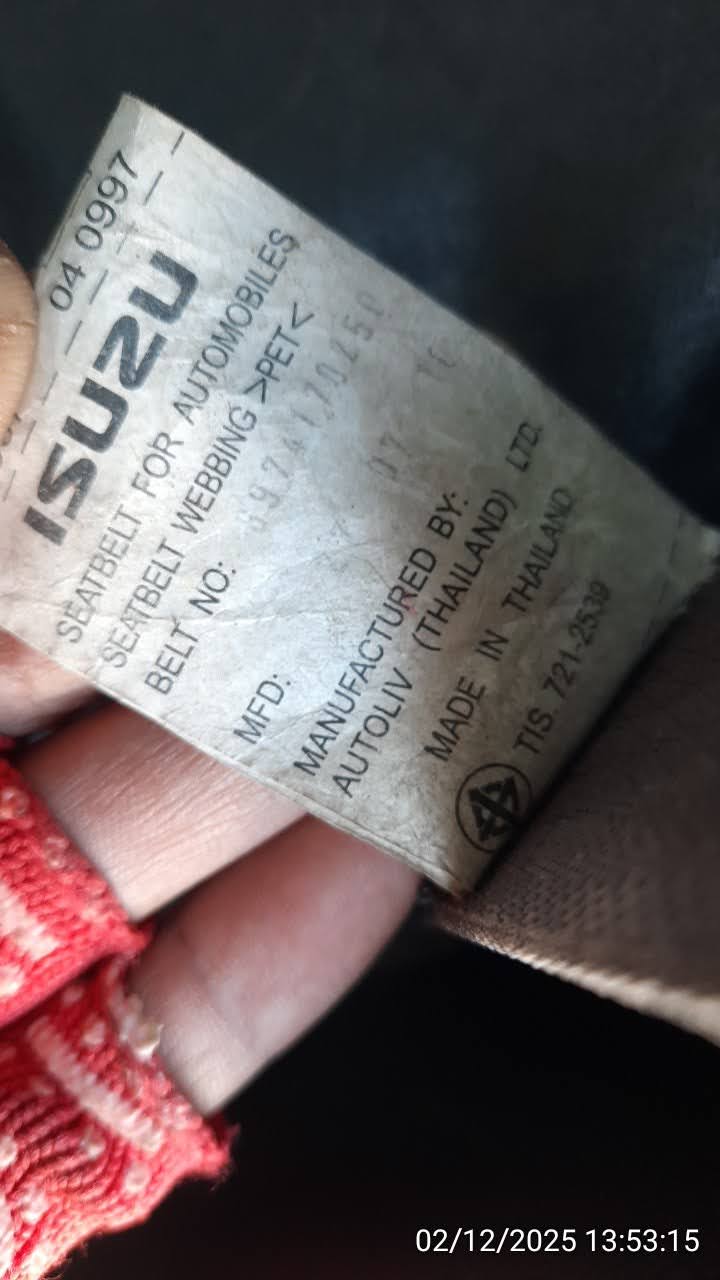 04 0997
ISUZU
SEATBELT FOR AUTOMOBILES
SEATBELT WEBBING >PET<
BELT NO:
MFD:
MANUFACTURED BY:
AUTOLIV (THAILAND) LTD.
MADE IN THAILAND
TIS. 721-2539
02/12/2025 13:53:15